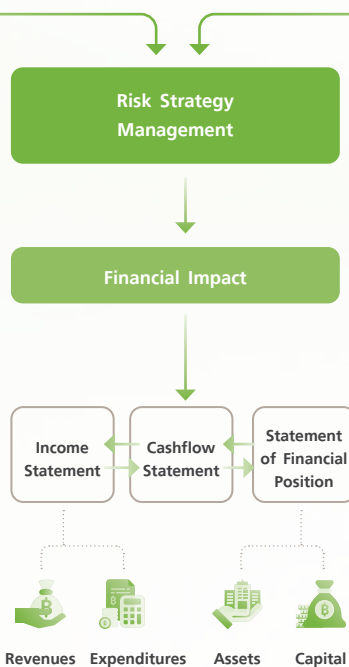 Risk Strategy
Management
Financial Impact
Income
Statement
Cashflow
Statement
Statement
of Financial
Position
฿
฿
฿
Revenues
Expenditures
Assets
Capital